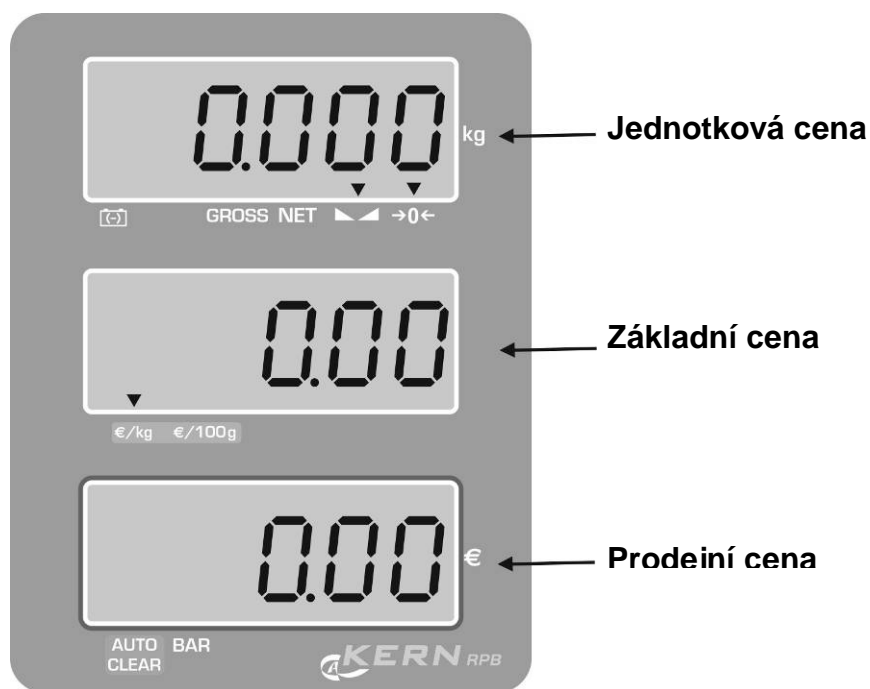 0.000 kg
Jednotková cena
GROSS NET →0←
0.00
Základní cena
€/kg €/100g
0.00 €
Prodejní cena
AUTO BAR
CLEAR
KERN RPB